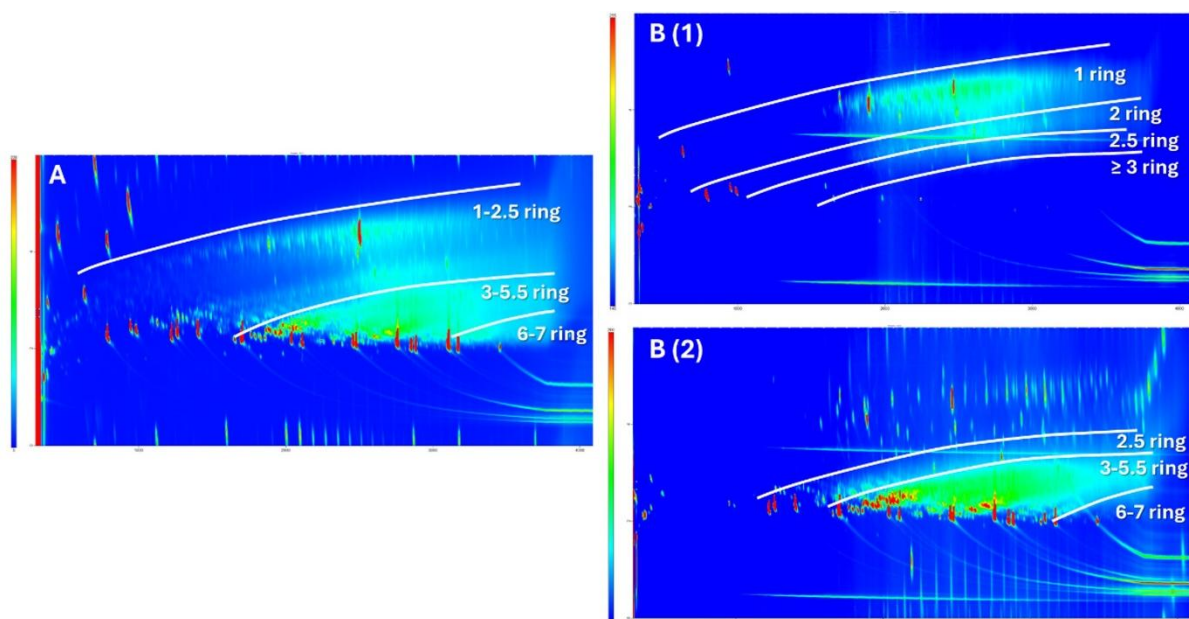 A
1-2.5 ring
3-5.5 ring
6-7 ring
B (1)
1 ring
2 ring
2.5 ring
≥ 3 ring
B (2)
2.5 ring
3-5.5 ring
6-7 ring